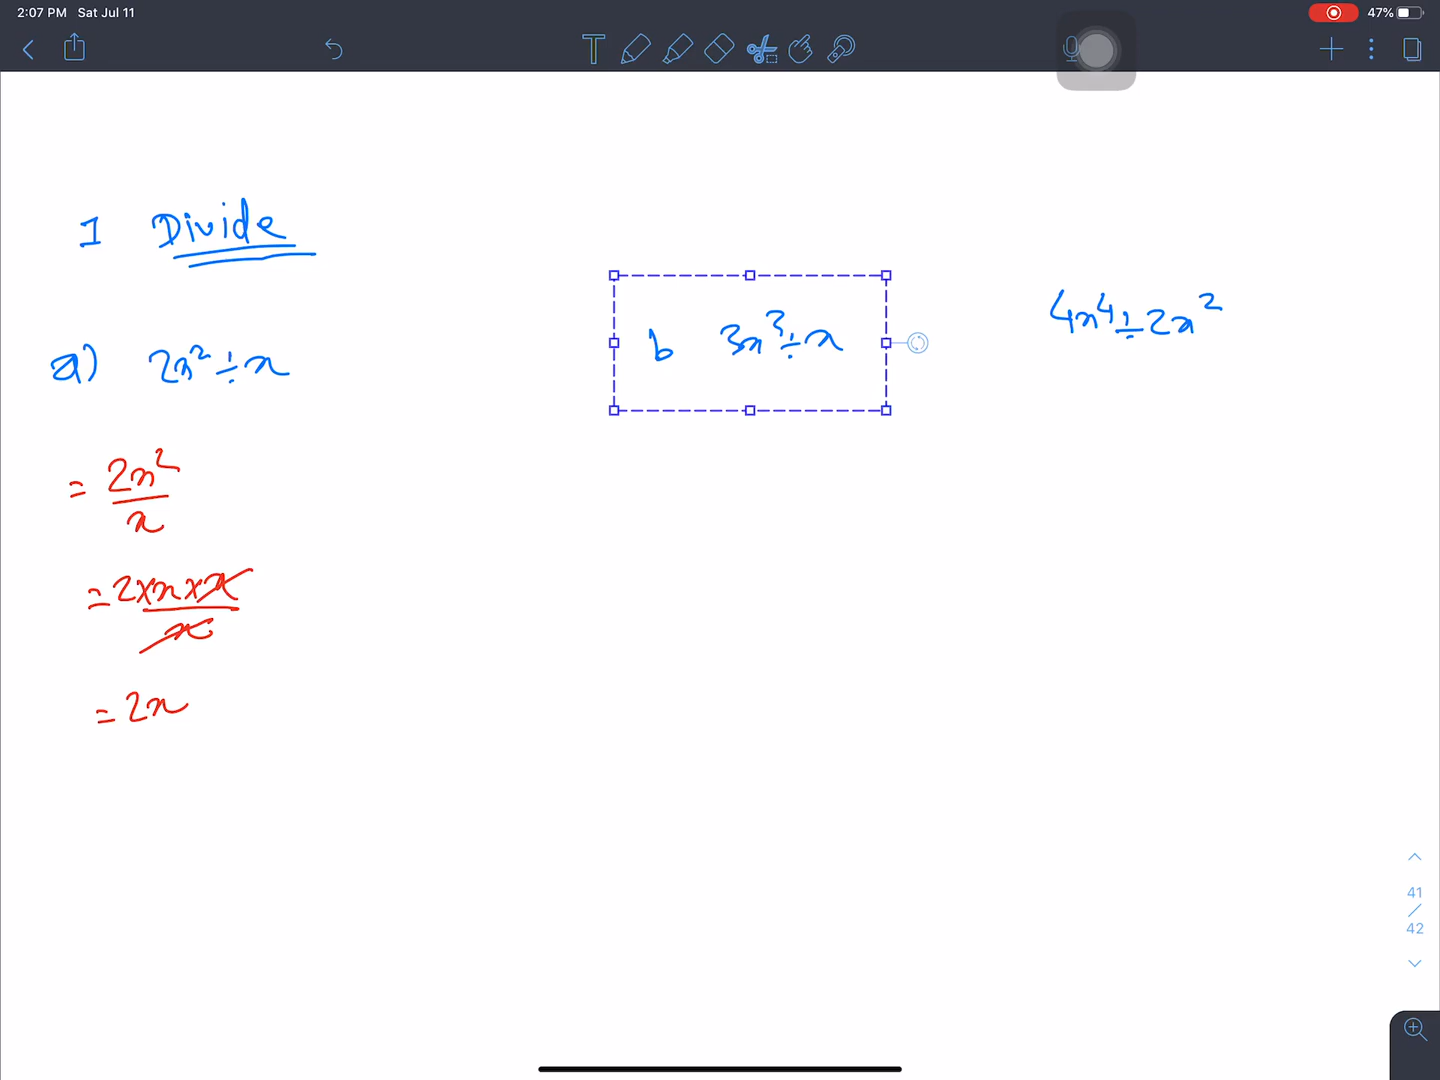 2:07 PM Sat Jul 11
47%
T
1 Divide
a) 2x² ÷ x
= 2x² / x
= 2 × x × x / x
= 2x
b 3x³ ÷ x
4x⁴ ÷ 2x²
41
/
42